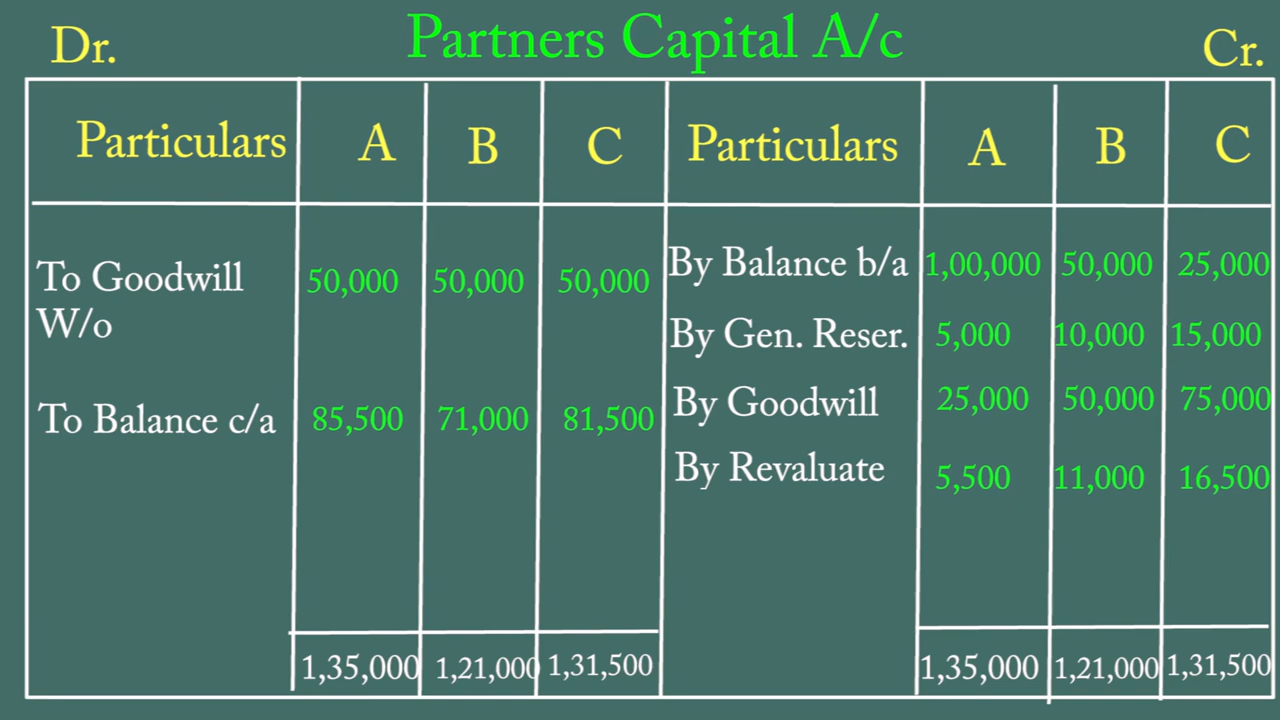 Dr. Partners Capital A/c Cr.
Particulars A B C Particulars A B C
To Goodwill 50,000 50,000 50,000 By Balance b/a 1,00,000 50,000 25,000
W/o By Gen. Reser. 5,000 10,000 15,000
To Balance c/a 85,500 71,000 81,500 By Goodwill 25,000 50,000 75,000
By Revaluate 5,500 11,000 16,500
1,35,000 1,21,000 1,31,500 1,35,000 1,21,000 1,31,500